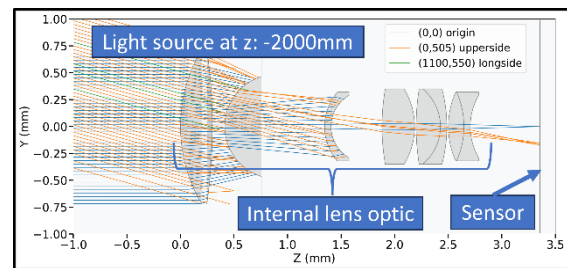 1.00
0.75
0.50
0.25
0.00
−0.25
−0.50
−0.75
−1.00
Y (mm)
Light source at z: -2000mm
(0,0) origin
(0,505) upperside
(1100,550) longside
Internal lens optic
Sensor
−1.0 −0.5 0.0 0.5 1.0 1.5 2.0 2.5 3.0 3.5
Z (mm)